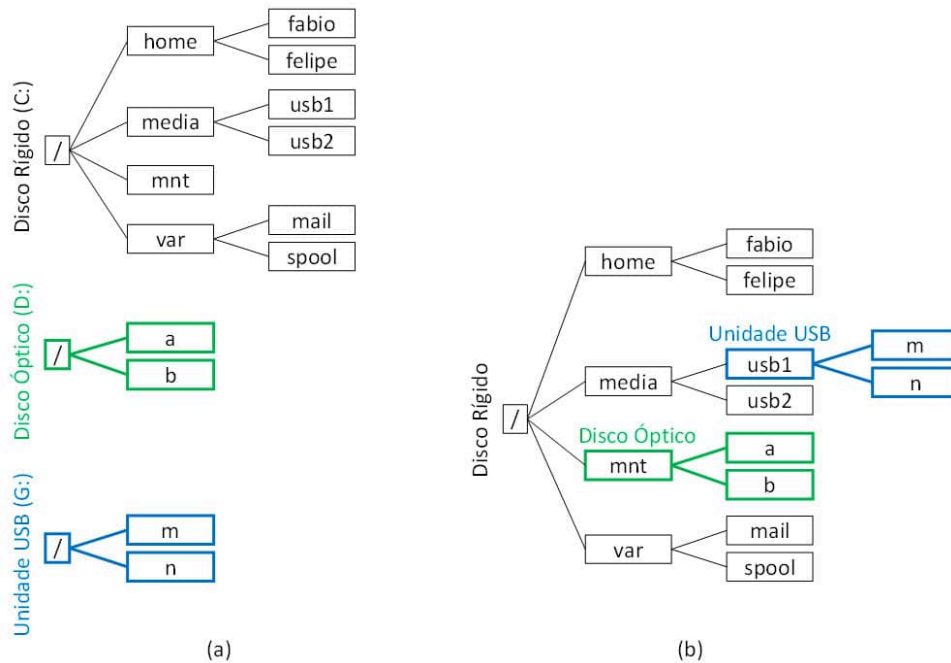 Disco Rígido (C:)
/
home
fabio
felipe
media
usb1
usb2
mnt
var
mail
spool
Disco Óptico (D:)
/
a
b
Unidade USB (G:)
/
m
n
(a)
Disco Rígido
/
home
fabio
felipe
media
Unidade USB
usb1
m
n
usb2
Disco Óptico
mnt
a
b
var
mail
spool
(b)